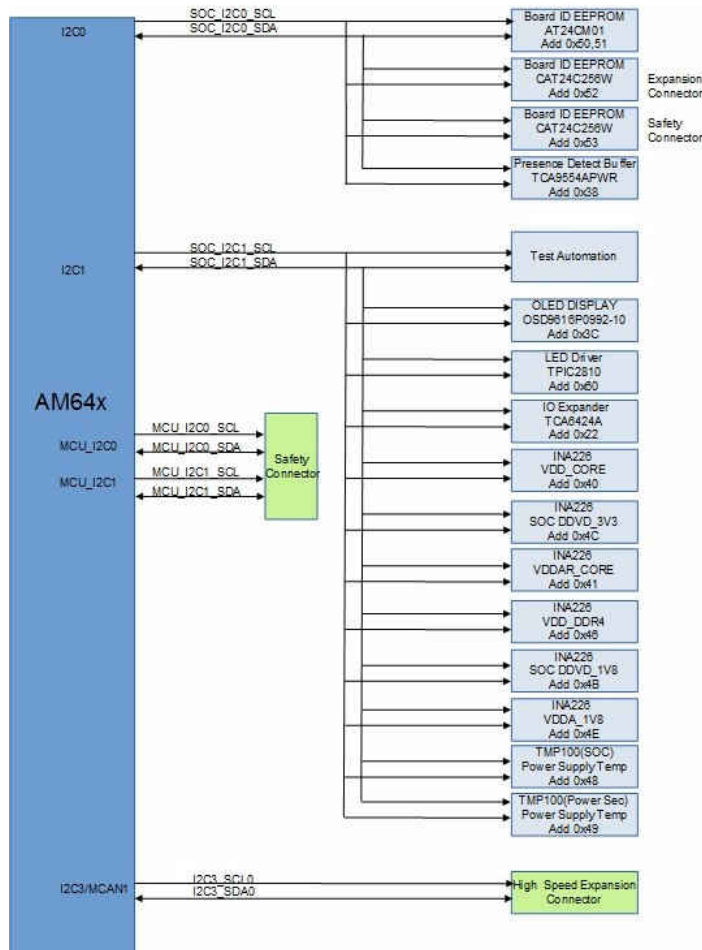 SOC_I2C0_SCL
SOC_I2C0_SDA
I2C0
Board ID EEPROM
AT24CM01
Add 0x50,51
Board ID EEPROM
CAT24C256W
Add 0x52
Expansion
Connector
Board ID EEPROM
CAT24C256W
Add 0x53
Safety
Connector
Presence Detect Buffer
TCA9554APWR
Add 0x38
SOC_I2C1_SCL
SOC_I2C1_SDA
I2C1
Test Automation
OLED DISPLAY
OSD9616P0992-10
Add 0x3C
LED Driver
TPIC2810
Add 0x60
AM64x
IO Expander
TCA6424A
Add 0x22
MCU_I2C0
MCU_I2C0_SCL
MCU_I2C0_SDA
MCU_I2C1
MCU_I2C1_SCL
MCU_I2C1_SDA
Safety
Connector
INA226
VDD_CORE
Add 0x40
INA226
SOC DDVD_3V3
Add 0x4C
INA226
VDDAR_CORE
Add 0x41
INA226
VDD_DDR4
Add 0x46
INA226
SOC DDVD_1V8
Add 0x4B
INA226
VDDA_1V8
Add 0x4E
TMP100(SOC)
Power Supply Temp
Add 0x48
TMP100(Power Sec)
Power Supply Temp
Add 0x49
I2C3/MCAN1
I2C3_SCL0
I2C3_SDA0
High Speed Expansion
Connector